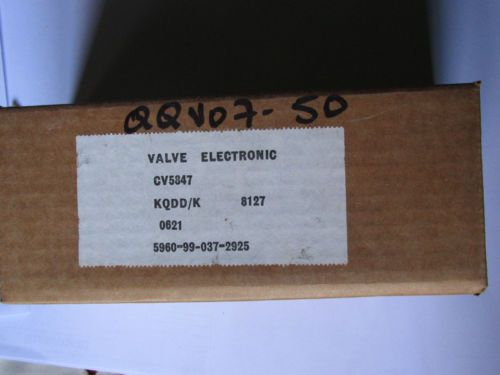 QQV07-50
VALVE ELECTRONIC
CV5847
KQDD/K 8127
0621
5960-99-037-2925